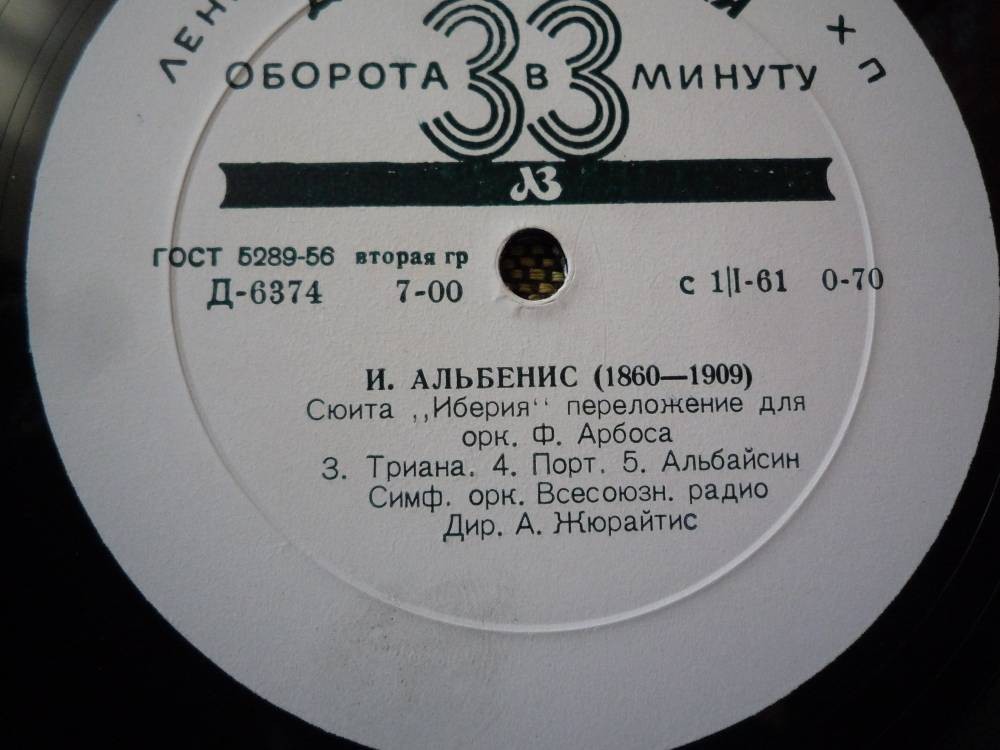 33
ОБОРОТА В МИНУТУ
ЛЗ
ГОСТ 5289-56 вторая гр
Д-6374 7-00 с 1/I-61 0-70
И. АЛЬБЕНИС (1860—1909)
Сюита „Иберия“ переложение для
орк. Ф. Арбоса
3. Триана. 4. Порт. 5. Альбайсин
Симф. орк. Всесоюзн. радио
Дир. А. Жюрайтис